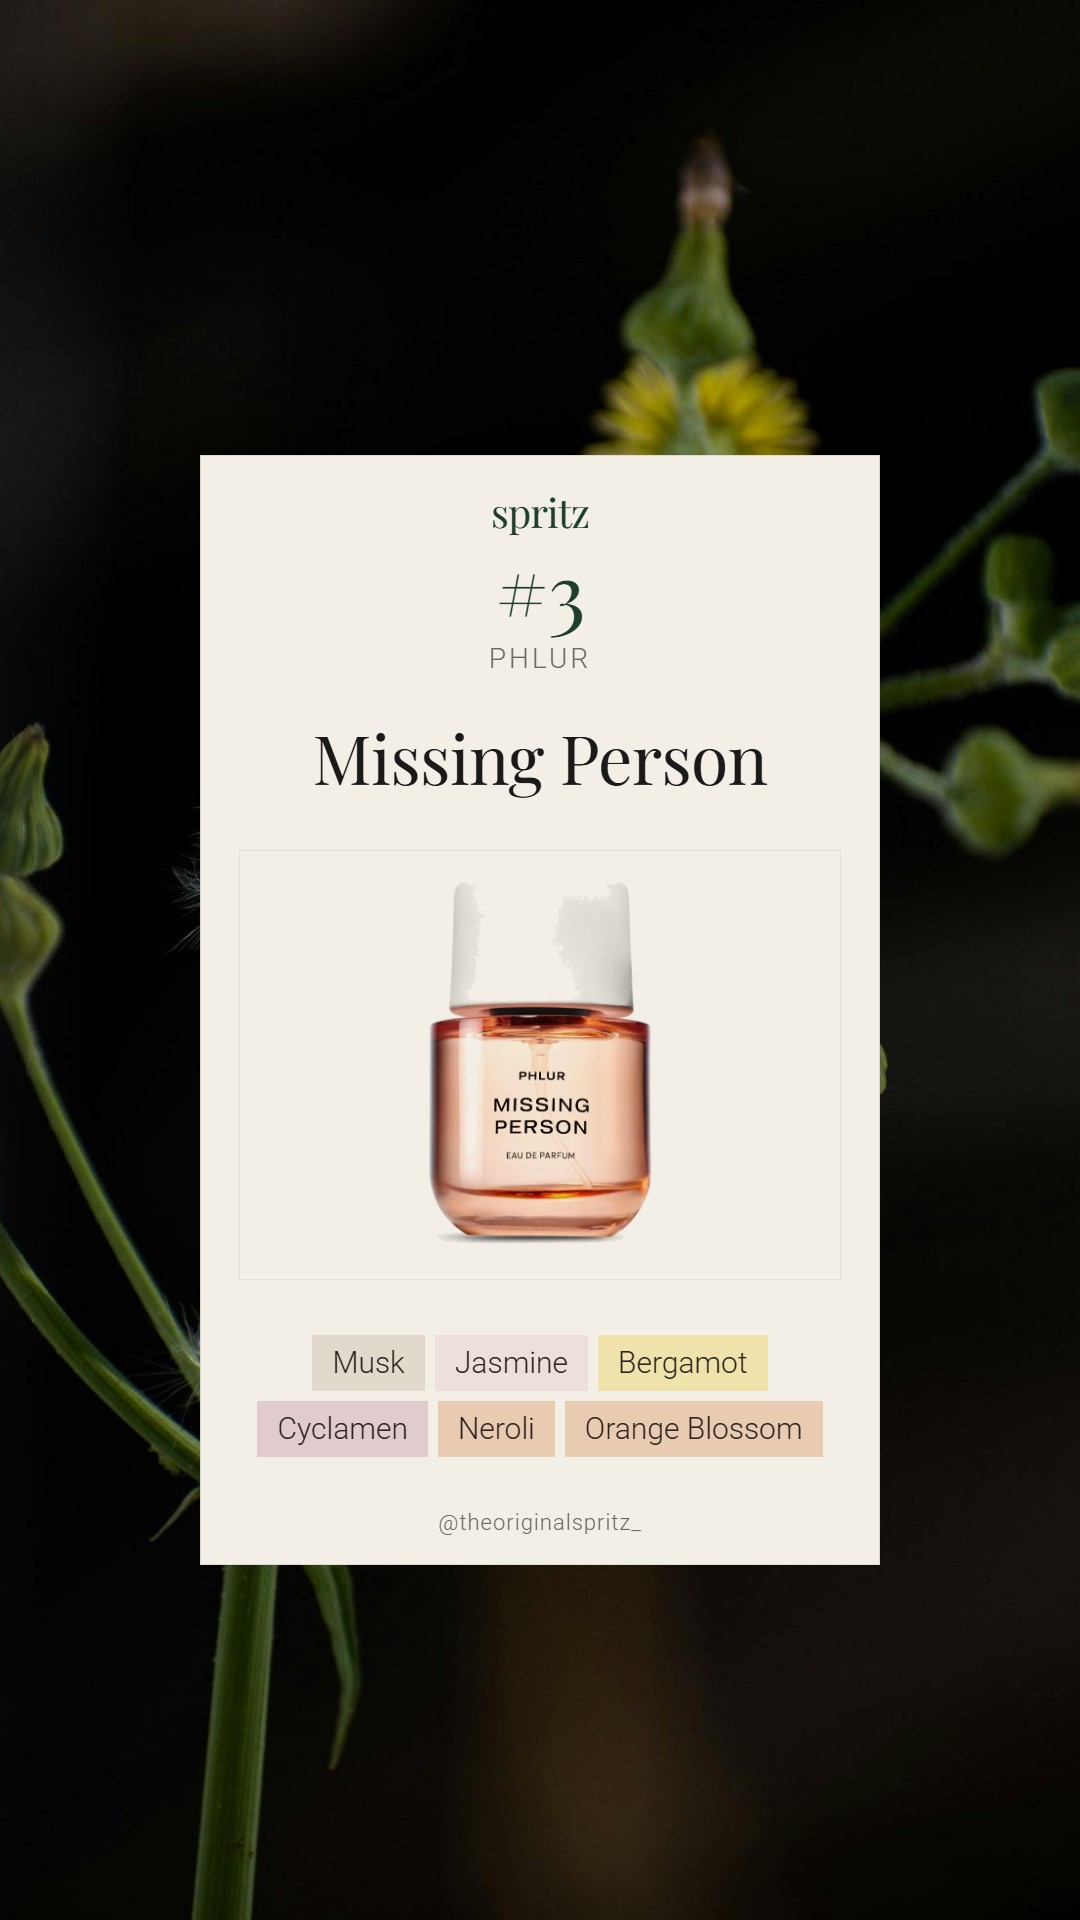 spritz
#3
PHLUR
Missing Person
PHLUR
MISSING
PERSON
EAU DE PARFUM
Musk Jasmine Bergamot
Cyclamen Neroli Orange Blossom
@theoriginalspritz_